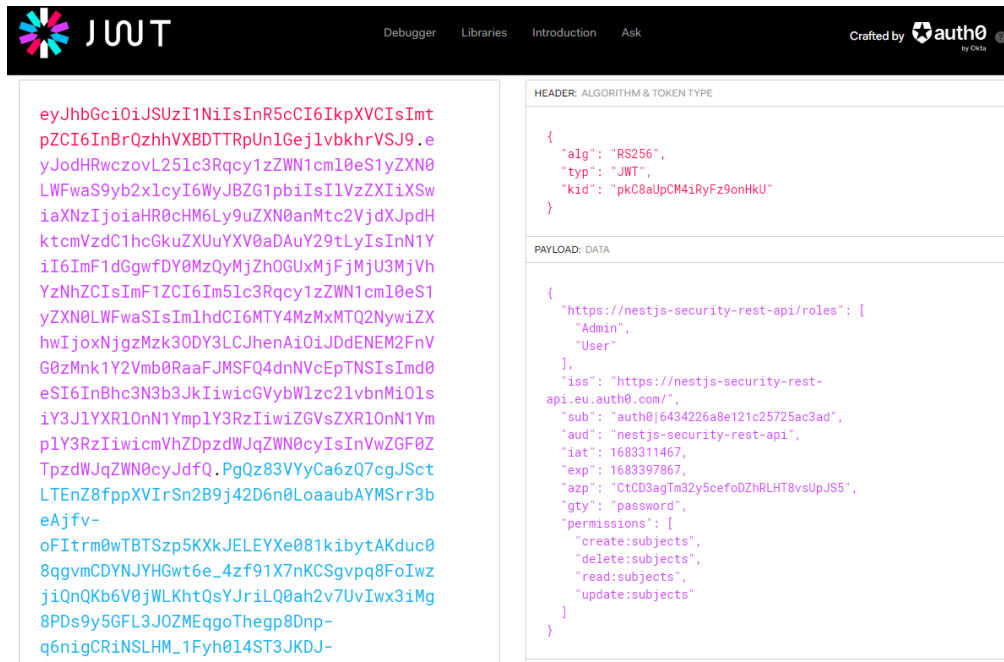 JWT
Debugger
Libraries
Introduction
Ask
Crafted by auth0
by Okta
eyJhbGciOiJSUzI1NiIsInR5cCI6IkpXVCIsImt
pZCI6InBrQzhhVXBDTTRpUnlGejlvbkhrVSJ9.e
yJodHRwczovL25lc3Rqcy1zZWN1cml0eS1yZXN0
LWFwaS9yb2xlcyI6WyJBZG1pbiIsIlVzZXIiXSw
iaXNzIjoiaHR0cHM6Ly9uZXN0anMtc2VjdXJpdH
ktcmVzdC1hcGkuZXUuYXV0aDAuY29tLyIsInN1Y
iI6ImF1dGgwfDY0MzQyMjZhOGUxMjFjMjU3MjVh
YzNhZCIsImF1ZCI6Im5lc3Rqcy1zZWN1cml0eS1
yZXN0LWFwaSIsImlhdCI6MTY4MzMxMTQ2NywiZX
hwIjoxNjgzMzk3ODY3LCJhenAiOiJDdENEM2FnV
G0zMnk1Y2Vmb0RaaFJMSFQ4dnNVcEpTNSIsImd0
eSI6InBhc3N3b3JkIiwicGVybWlzc2lvbnMiOls
iY3JlYXRlOnN1YmplY3RzIiwiZGVsZXRlOnN1Ym
plY3RzIiwicmVhZDpzdWJqZWN0cyIsInVwZGF0Z
TpzdWJqZWN0cyJdfQ.PgQz83VYyCa6zQ7cgJSct
LTEnZ8fppXVIrSn2B9j42D6n0LoaaubAYMSrr3b
eAjfv-
oFItrm0wTBTSzp5KXkJELEYXe081kibytAKduc0
8qgvmCDYNJYHGwt6e_4zf91X7nKCSgvpq8FoIwz
jiQnQKb6V0jWLKhtQsYJriLQ0ah2v7UvIwx3iMg
8PDs9y5GFL3JOZMEqgoThegp8Dnp-
q6nigCRiNSLHM_1Fyh0l4ST3JKDJ-
HEADER: ALGORITHM & TOKEN TYPE
{
"alg": "RS256",
"typ": "JWT",
"kid": "pkC8aUpCM4iRyFz9onHkU"
}
PAYLOAD: DATA
{
"https://nestjs-security-rest-api/roles": [
"Admin",
"User"
],
"iss": "https://nestjs-security-rest-
api.eu.auth0.com/",
"sub": "auth0|6434226a8e121c25725ac3ad",
"aud": "nestjs-security-rest-api",
"iat": 1683311467,
"exp": 1683397867,
"azp": "CtCD3agTm32y5cefoDZhRLHT8vsUpJS5",
"gty": "password",
"permissions": [
"create:subjects",
"delete:subjects",
"read:subjects",
"update:subjects"
]
}